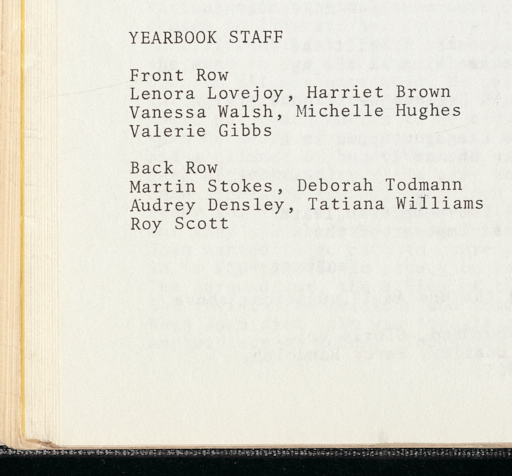 YEARBOOK STAFF
Front Row
Lenora Lovejoy, Harriet Brown
Vanessa Walsh, Michelle Hughes
Valerie Gibbs
Back Row
Martin Stokes, Deborah Todmann
Audrey Densley, Tatiana Williams
Roy Scott